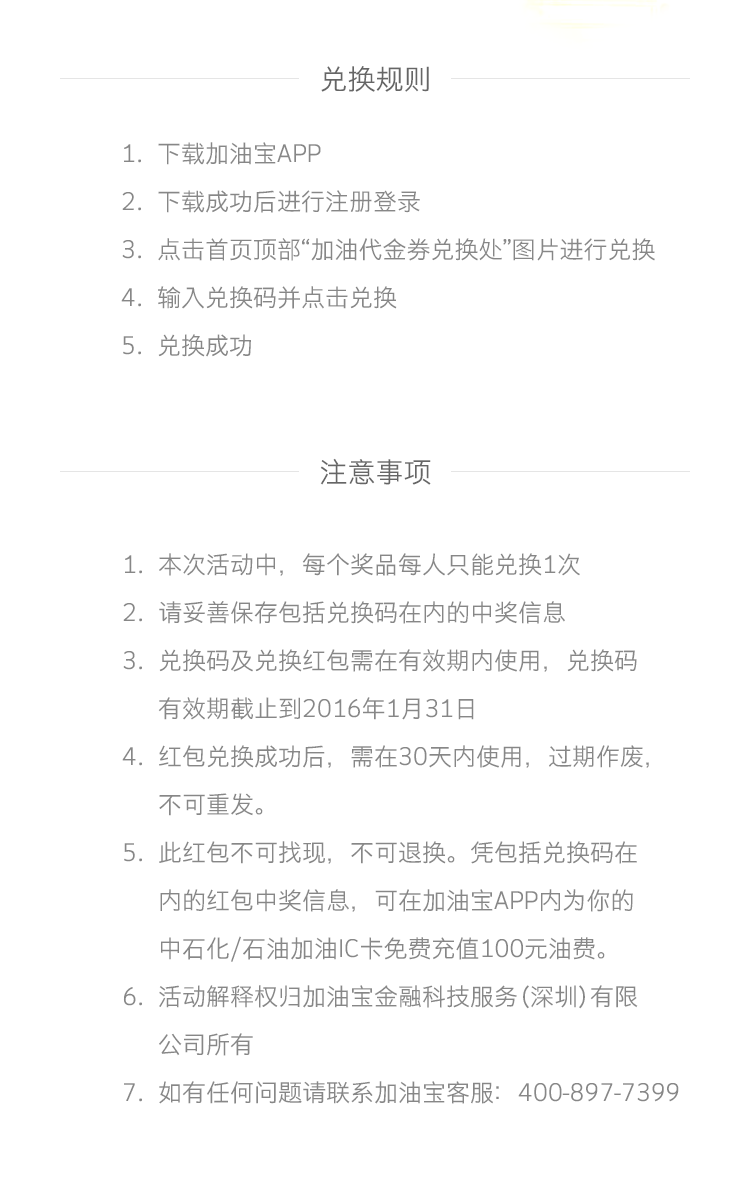 兑换规则
1. 下载加油宝APP
2. 下载成功后进行注册登录
3. 点击首页顶部“加油代金券兑换处”图片进行兑换
4. 输入兑换码并点击兑换
5. 兑换成功
注意事项
1. 本次活动中，每个奖品每人只能兑换1次
2. 请妥善保存包括兑换码在内的中奖信息
3. 兑换码及兑换红包需在有效期内使用，兑换码
有效期截止到2016年1月31日
4. 红包兑换成功后，需在30天内使用，过期作废，
不可重发。
5. 此红包不可找现，不可退换。凭包括兑换码在
内的红包中奖信息，可在加油宝APP内为你的
中石化/石油加油IC卡免费充值100元油费。
6. 活动解释权归加油宝金融科技服务(深圳)有限
公司所有
7. 如有任何问题请联系加油宝客服：400-897-7399